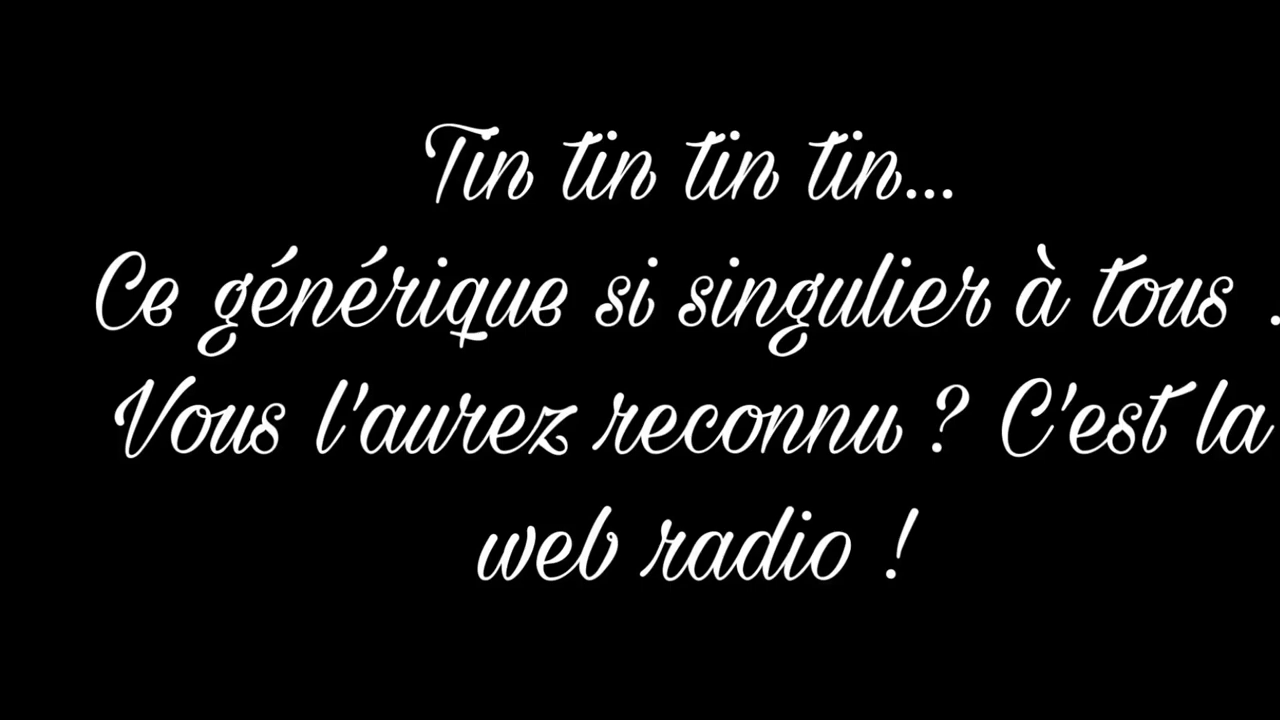 Tin tin tin tin...
Ce générique si singulier à tous .
Vous l'aurez reconnu ? C'est la
web radio !